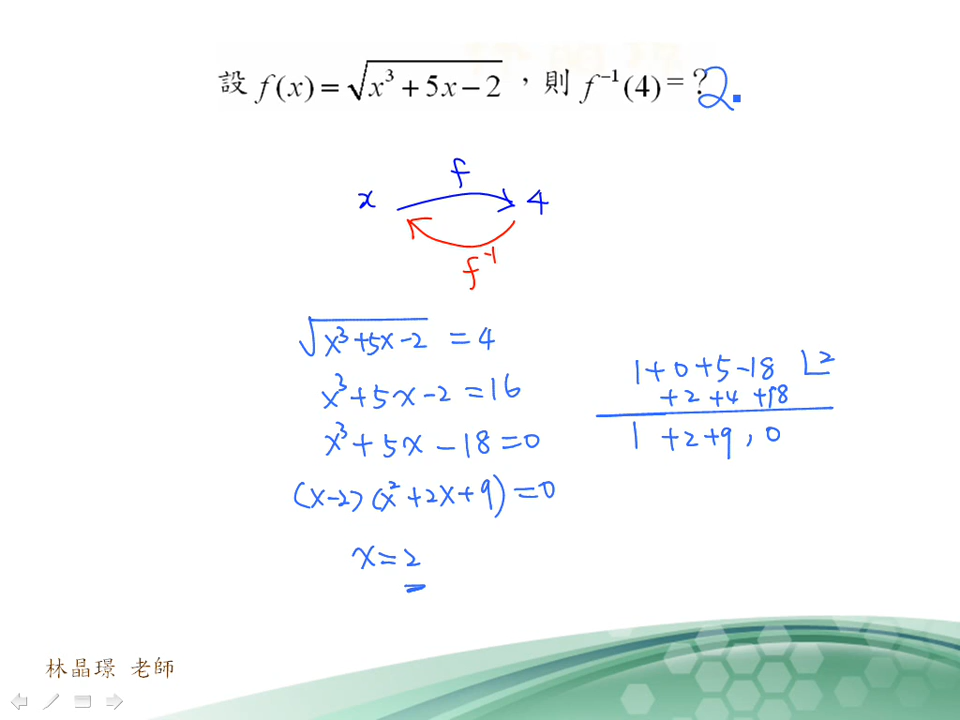 設 f(x) = √(x³ + 5x − 2) ，則 f⁻¹(4) = ? 2.
f
x 4
f⁻¹
√(x³+5x−2) = 4
x³+5x−2 = 16
x³+5x−18=0
(x−2)(x²+2x+9)=0
x=2
1+0+5−18 2
+2+4+18
1+2+9, 0
林晶璟 老師